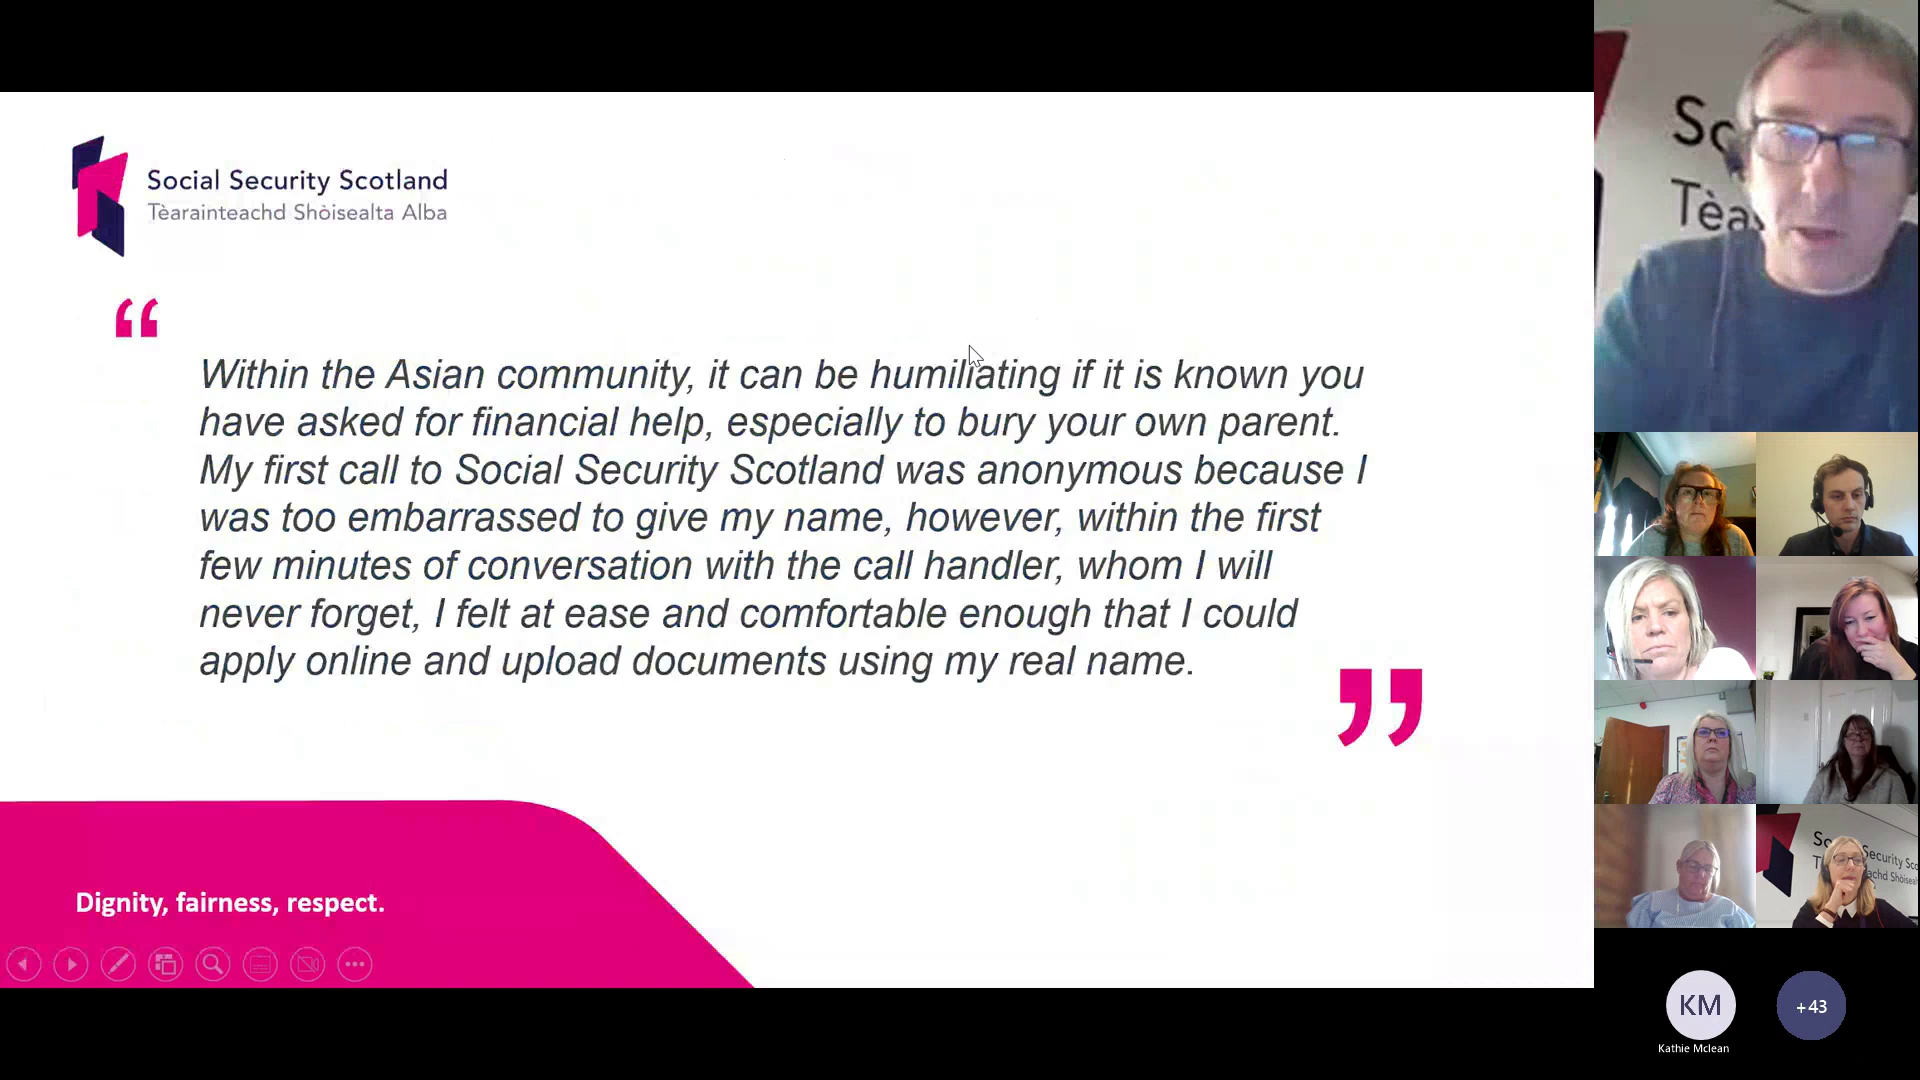 Social Security Scotland
Tèarainteachd Shòisealta Alba
“
Within the Asian community, it can be humiliating if it is known you
have asked for financial help, especially to bury your own parent.
My first call to Social Security Scotland was anonymous because I
was too embarrassed to give my name, however, within the first
few minutes of conversation with the call handler, whom I will
never forget, I felt at ease and comfortable enough that I could
apply online and upload documents using my real name.
”
Dignity, fairness, respect.
KM
+43
Kathie Mclean